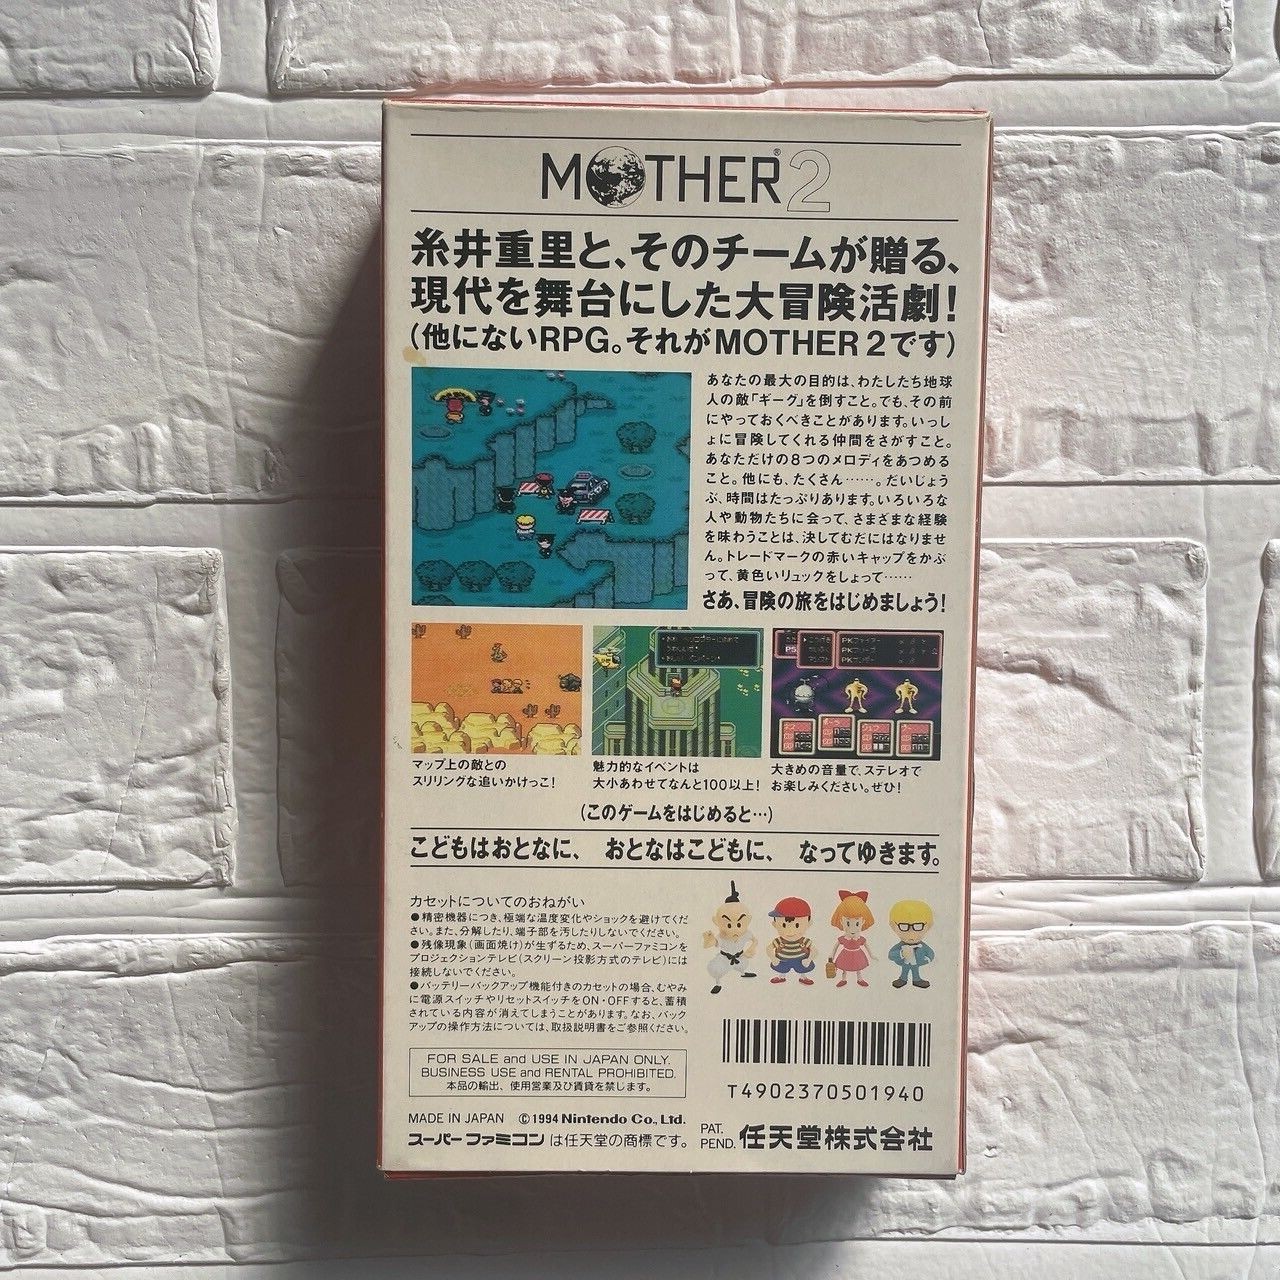 MOTHER® 2
糸井重里と、そのチームが贈る、
現代を舞台にした大冒険活劇!
(他にないRPG。それがMOTHER 2です)
あなたの最大の目的は、わたしたち地球
人の敵「ギーグ」を倒すこと。でも、その前
にやっておくべきことがあります。いっし
ょに冒険してくれる仲間をさがすこと。
あなただけの8つのメロディをあつめる
こと。他にも、たくさん……。だいじょう
ぶ、時間はたっぷりあります。いろいろな
人や動物たちに会って、さまざまな経験
を味わうことは、決してむだにはなりませ
ん。トレードマークの赤いキャップをかぶ
って、黄色いリュックをしょって……
さあ、冒険の旅をはじめましょう!
PKファイヤー
PKフリーズ
PKサンダー
マップ上の敵との
スリリングな追いかけっこ!
魅力的なイベントは
大小あわせてなんと100以上!
大きめの音量で、ステレオで
お楽しみください。ぜひ!
(このゲームをはじめると…)
こどもはおとなに、 おとなはこどもに、 なってゆきます。
カセットについてのおねがい
●精密機器につき、極端な温度変化やショックを避けてくだ
さい。また、分解したり、端子部を汚したりしないでください。
●残像現象(画面焼け)が生ずるため、スーパーファミコンを
プロジェクションテレビ(スクリーン投影方式のテレビ)には
接続しないでください。
●バッテリーバックアップ機能付きのカセットの場合、むやみ
に電源スイッチやリセットスイッチをON・OFFすると、蓄積
されている内容が消えてしまうことがあります。なお、バック
アップの操作方法については、取扱説明書をご参照ください。
FOR SALE and USE IN JAPAN ONLY.
BUSINESS USE and RENTAL PROHIBITED.
本品の輸出、使用営業及び賃貸を禁じます。
T4902370501940
MADE IN JAPAN ©1994 Nintendo Co., Ltd.
スーパーファミコンは任天堂の商標です。
PAT. PEND. 任天堂株式会社